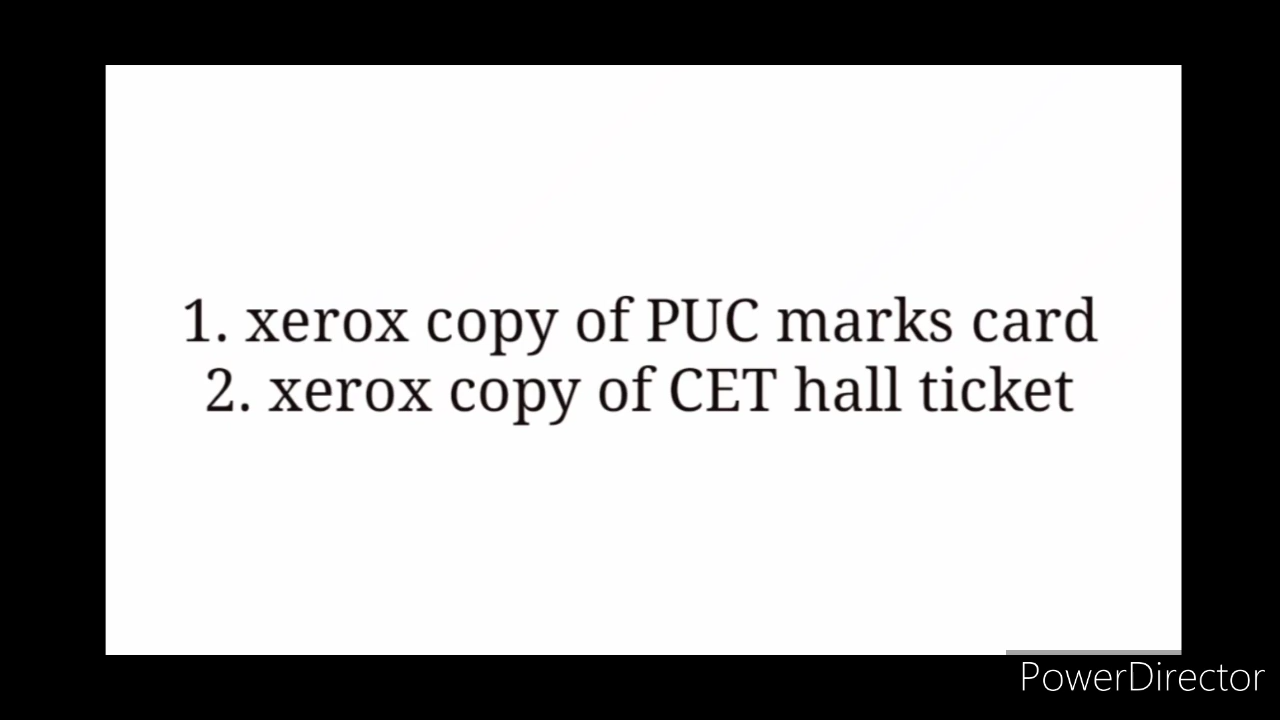 1. xerox copy of PUC marks card
2. xerox copy of CET hall ticket
PowerDirector